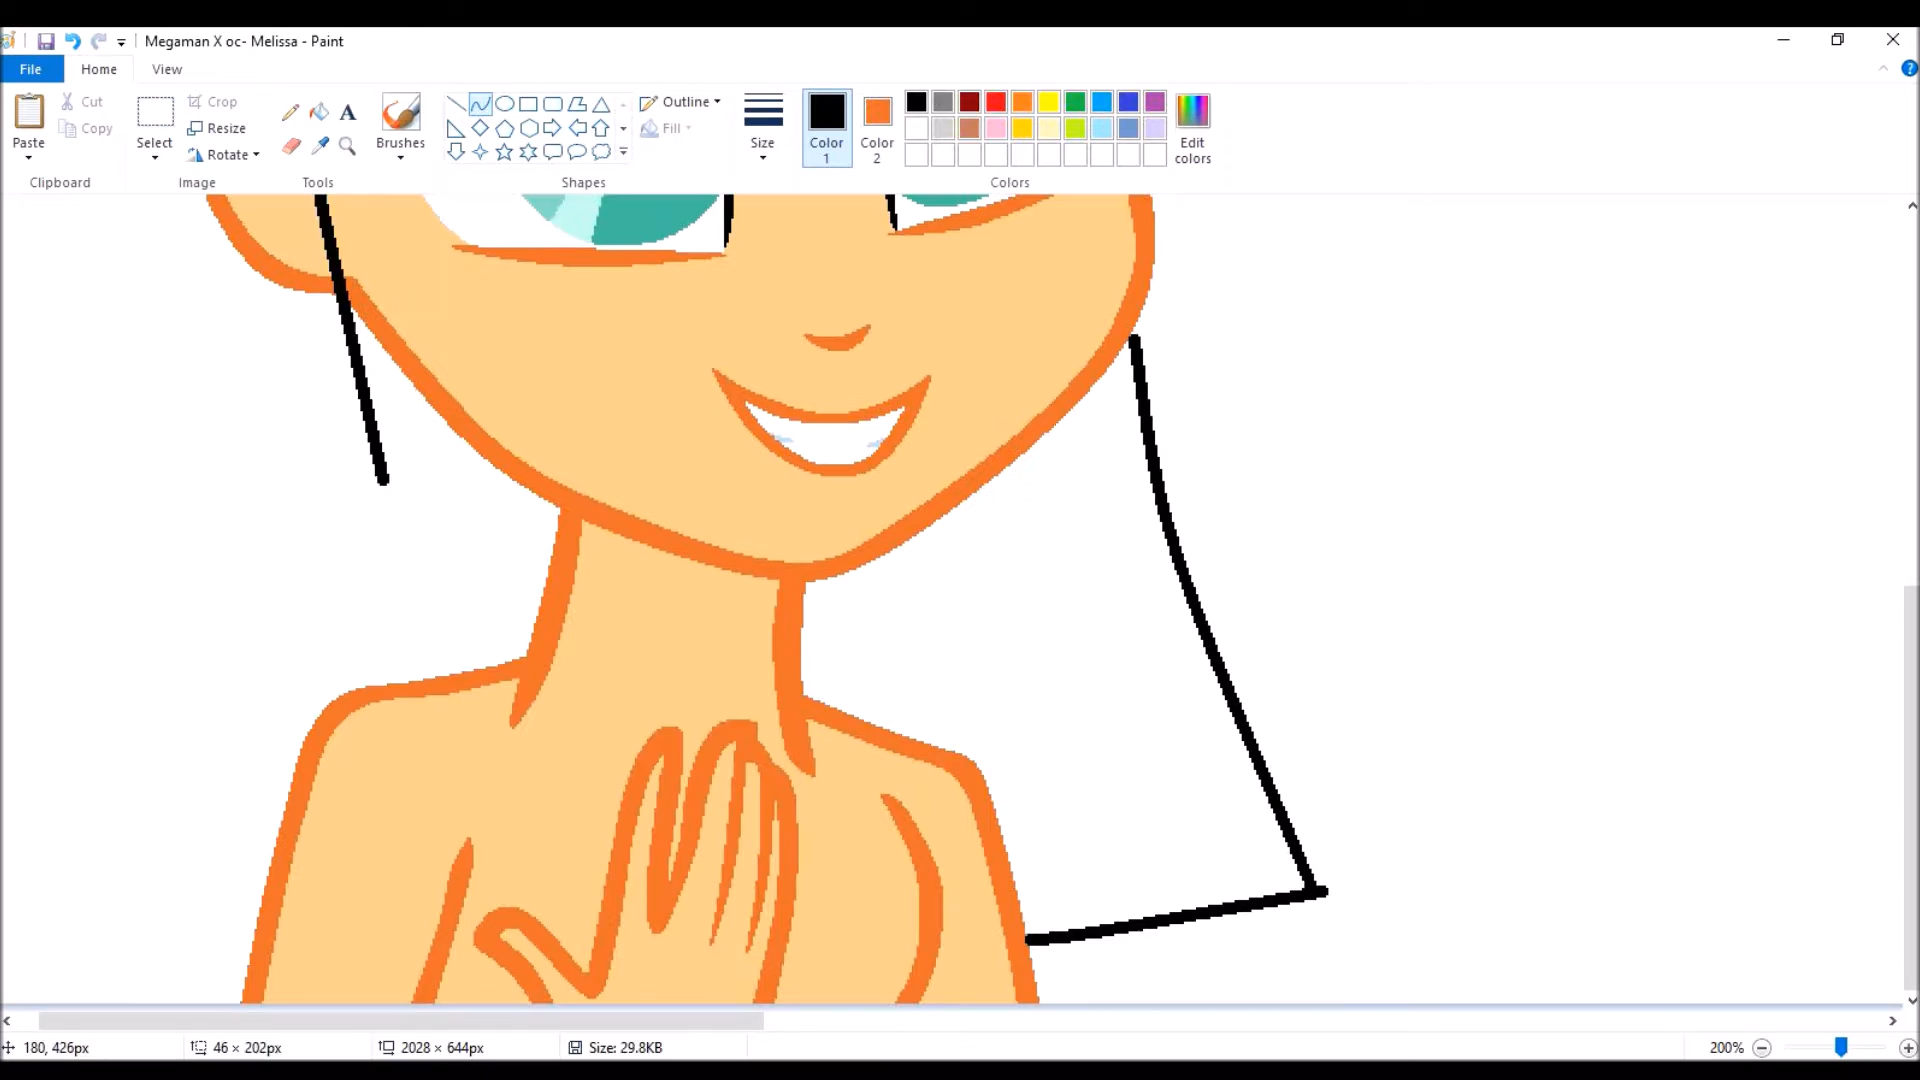 Megaman X oc- Melissa - Paint
File Home View
Paste
Cut
Copy
Clipboard
Select
Crop
Resize
Rotate
Image
A
Tools
Brushes
Outline
Fill
Shapes
Size
Color
1
Color
2
Edit
colors
Colors
?
180, 426px
46 × 202px
2028 × 644px
Size: 29.8KB
200%